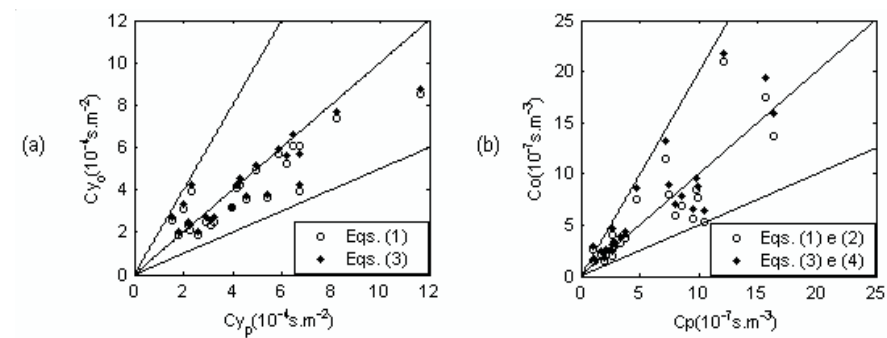 (a)
Cy₀(10⁻⁴s.m⁻²)
12
10
8
6
4
2
0
0 2 4 6 8 10 12
Cyₚ(10⁻⁴s.m⁻²)
Eqs. (1)
Eqs. (3)
(b)
Co(10⁻⁷s.m⁻³)
25
20
15
10
5
0
0 5 10 15 20 25
Cp(10⁻⁷s.m⁻³)
Eqs. (1) e (2)
Eqs. (3) e (4)